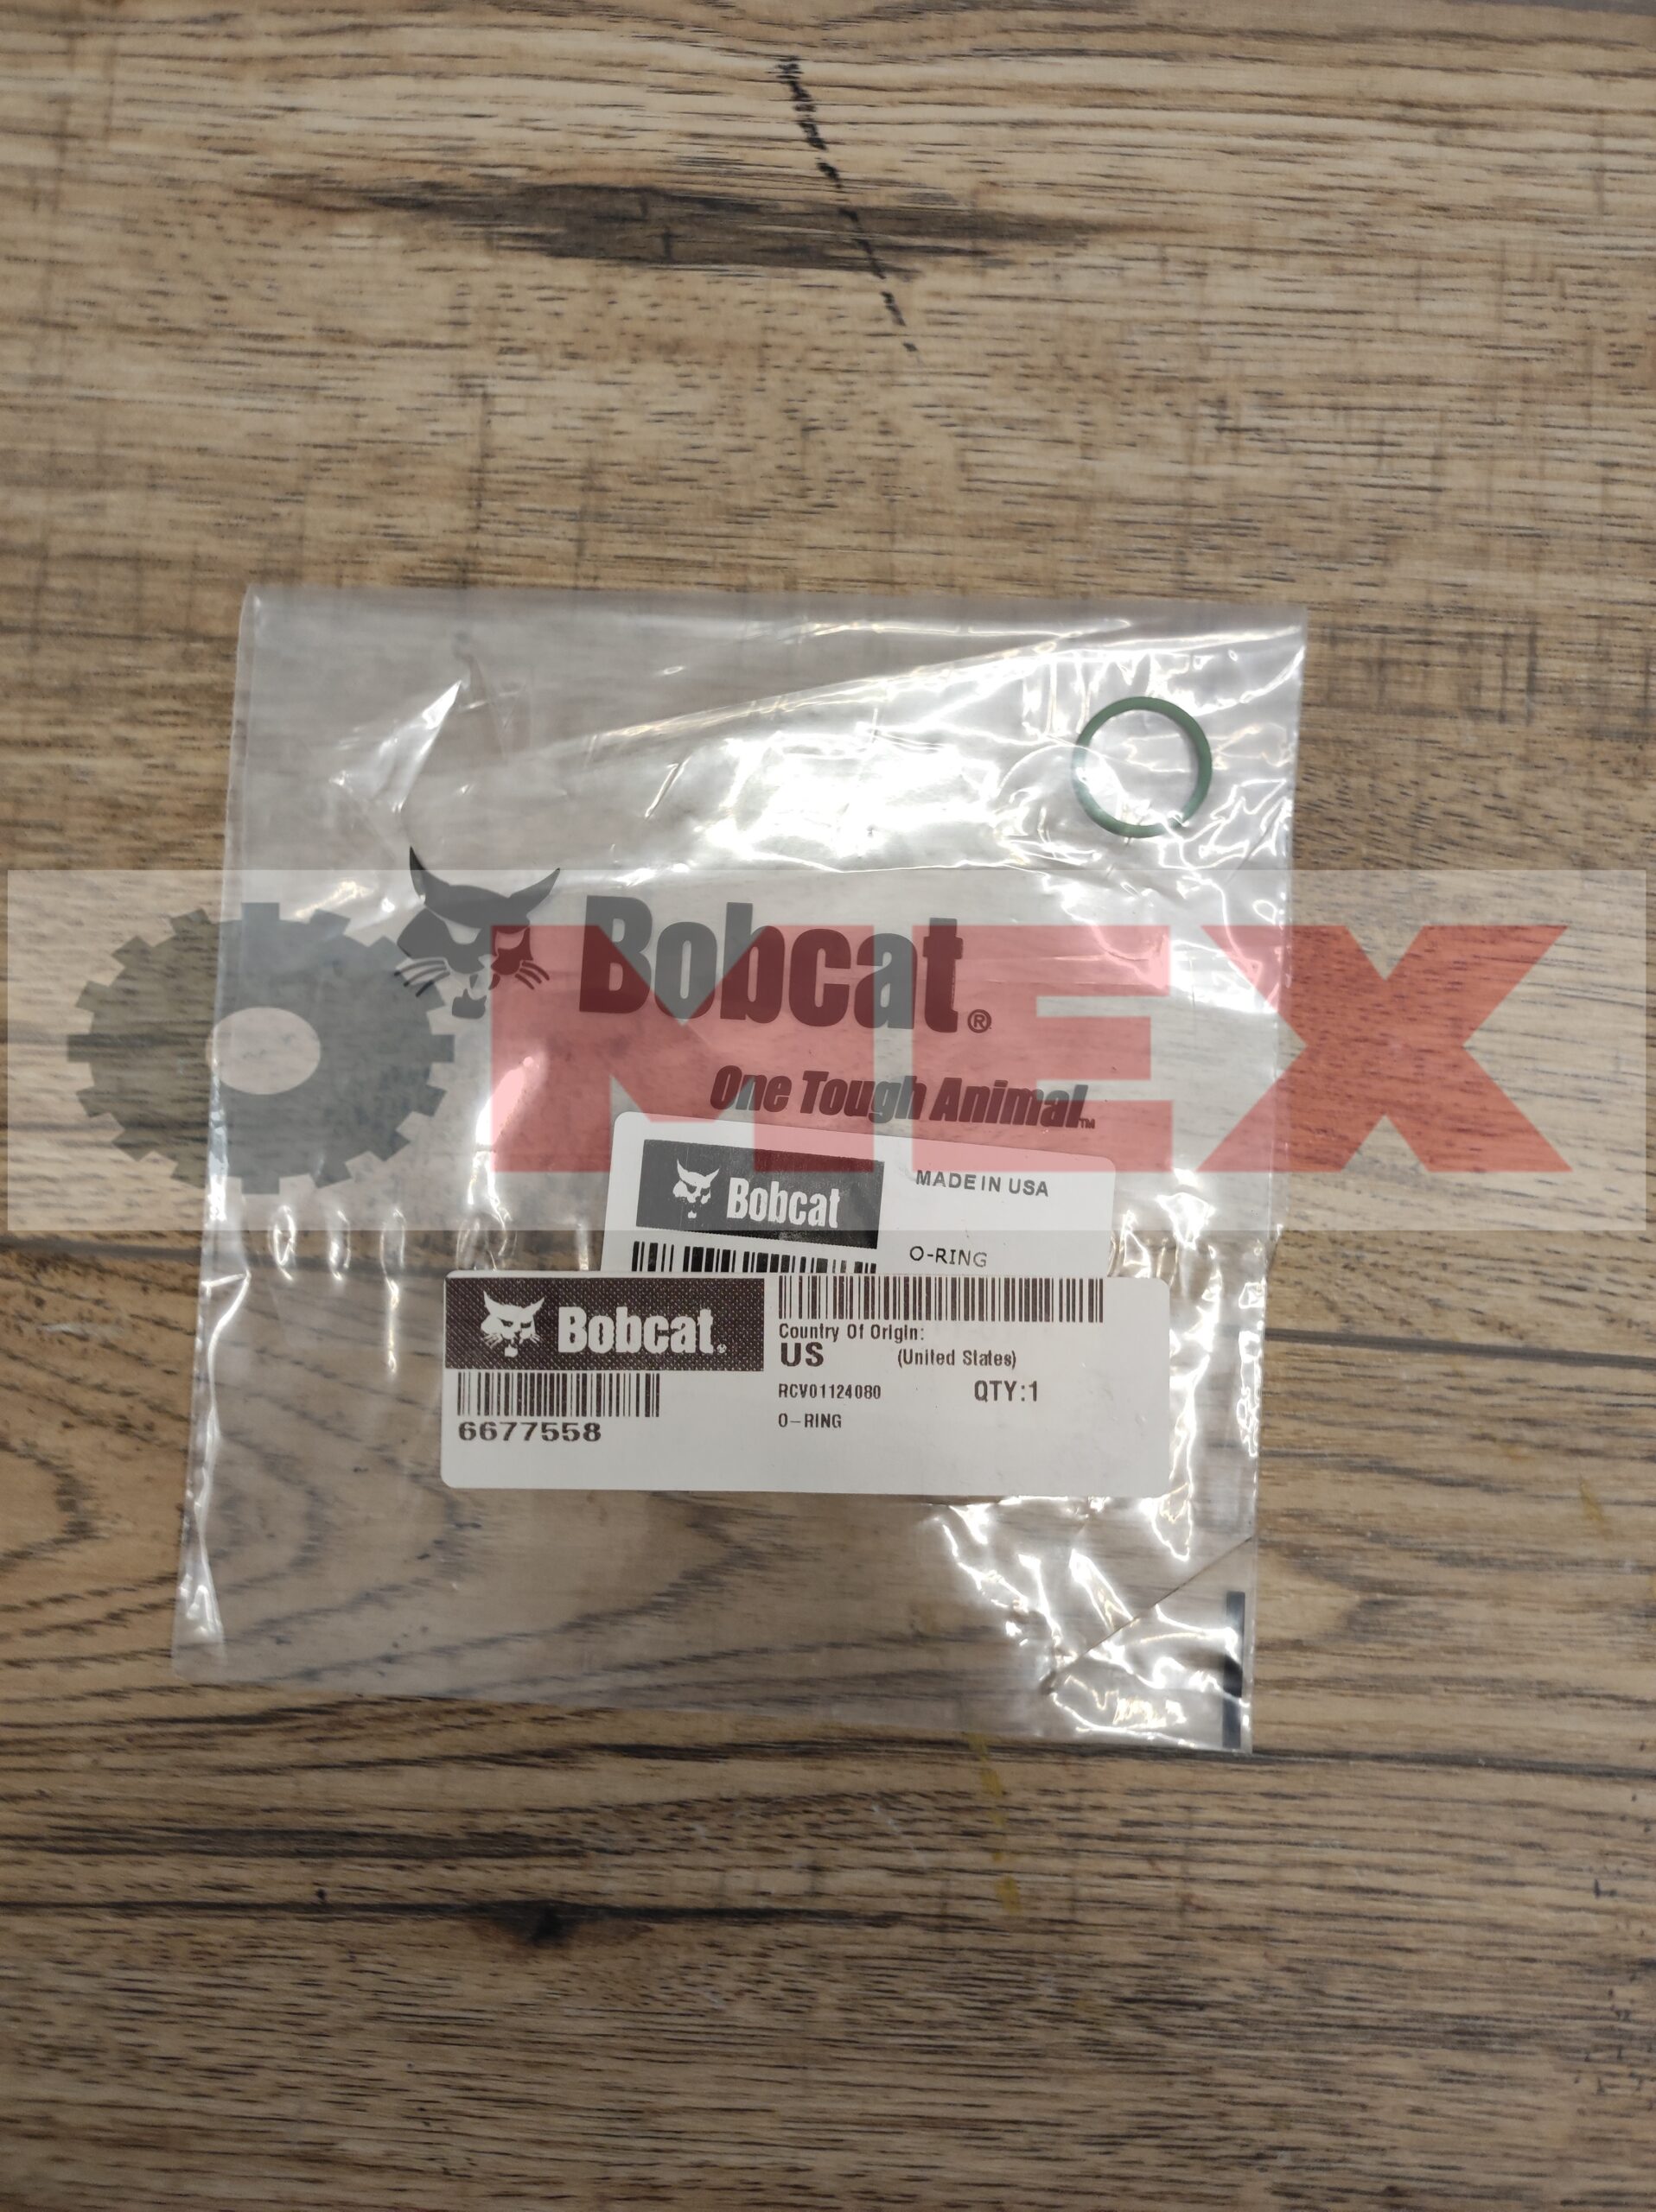 Bobcat®
OMEX
One Tough Animal™
Bobcat
MADE IN USA
O-RING
Bobcat®
Country Of Origin:
US (United States)
RCV01124080 QTY:1
O-RING
6677558